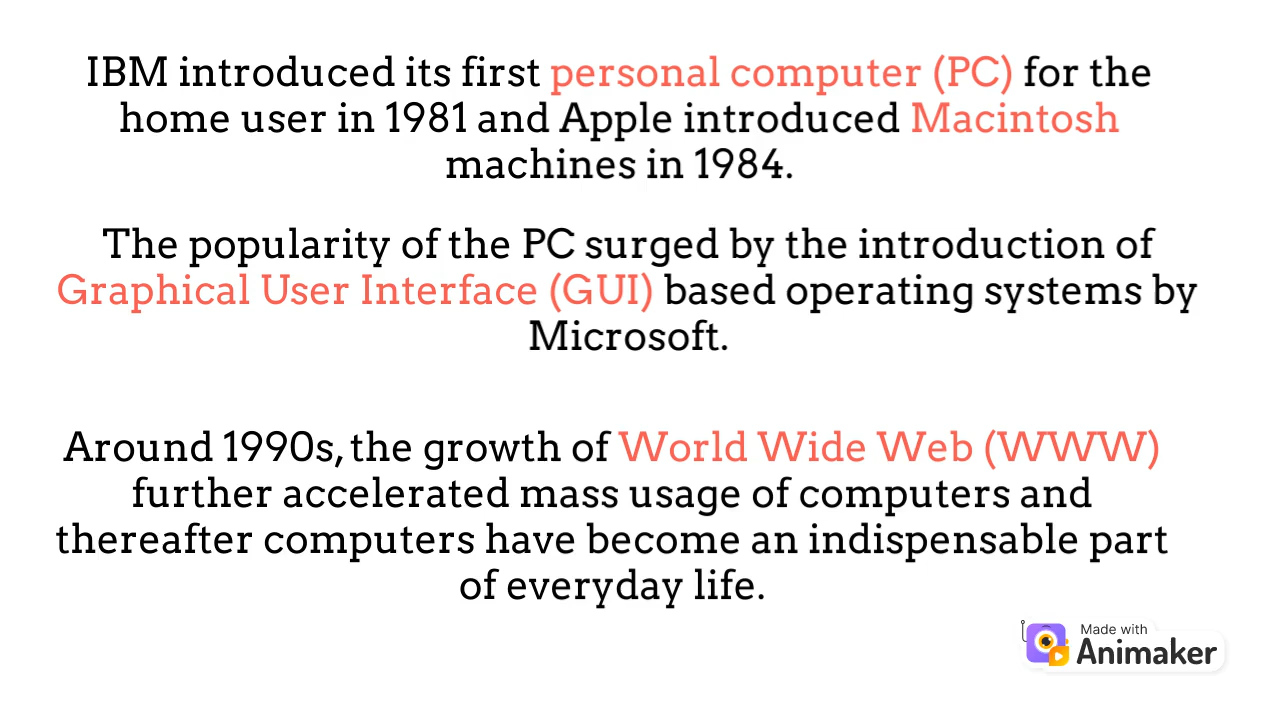 IBM introduced its first personal computer (PC) for the
home user in 1981 and Apple introduced Macintosh
machines in 1984.
The popularity of the PC surged by the introduction of
Graphical User Interface (GUI) based operating systems by
Microsoft.
Around 1990s, the growth of World Wide Web (WWW)
further accelerated mass usage of computers and
thereafter computers have become an indispensable part
of everyday life.
Made with
Animaker